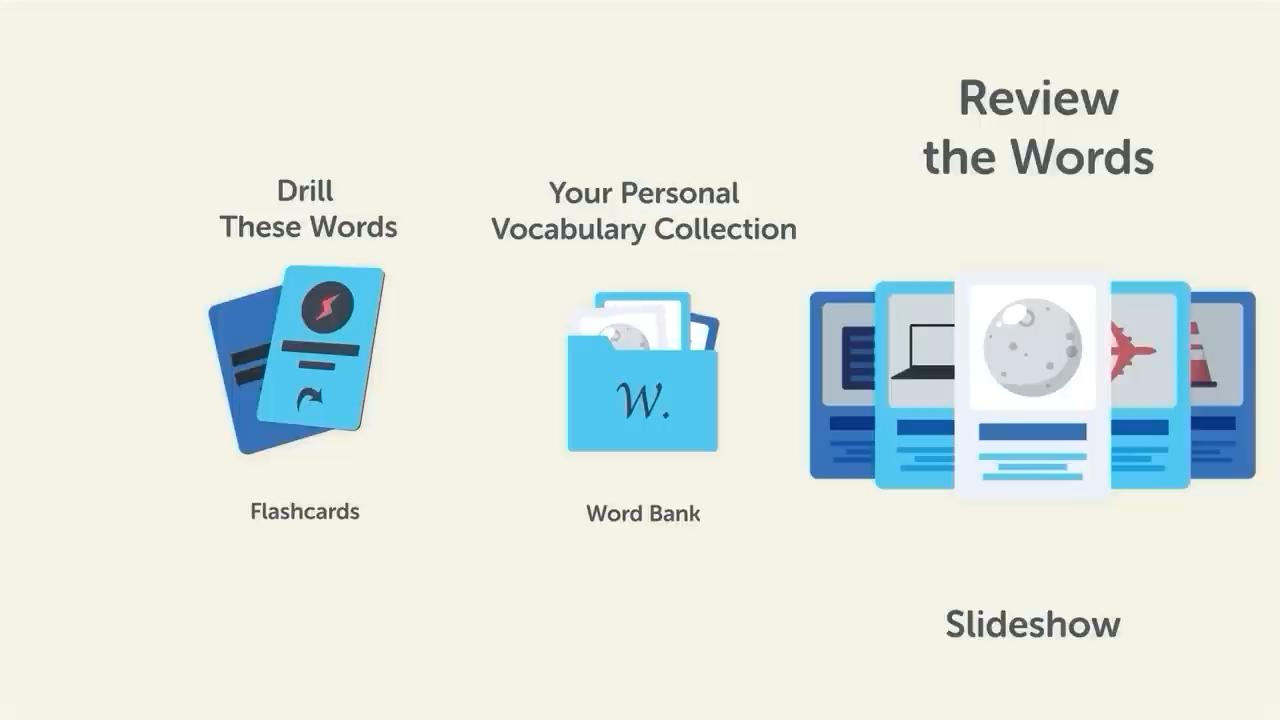 Drill
These Words
Flashcards
Your Personal
Vocabulary Collection
W.
Word Bank
Review
the Words
Slideshow